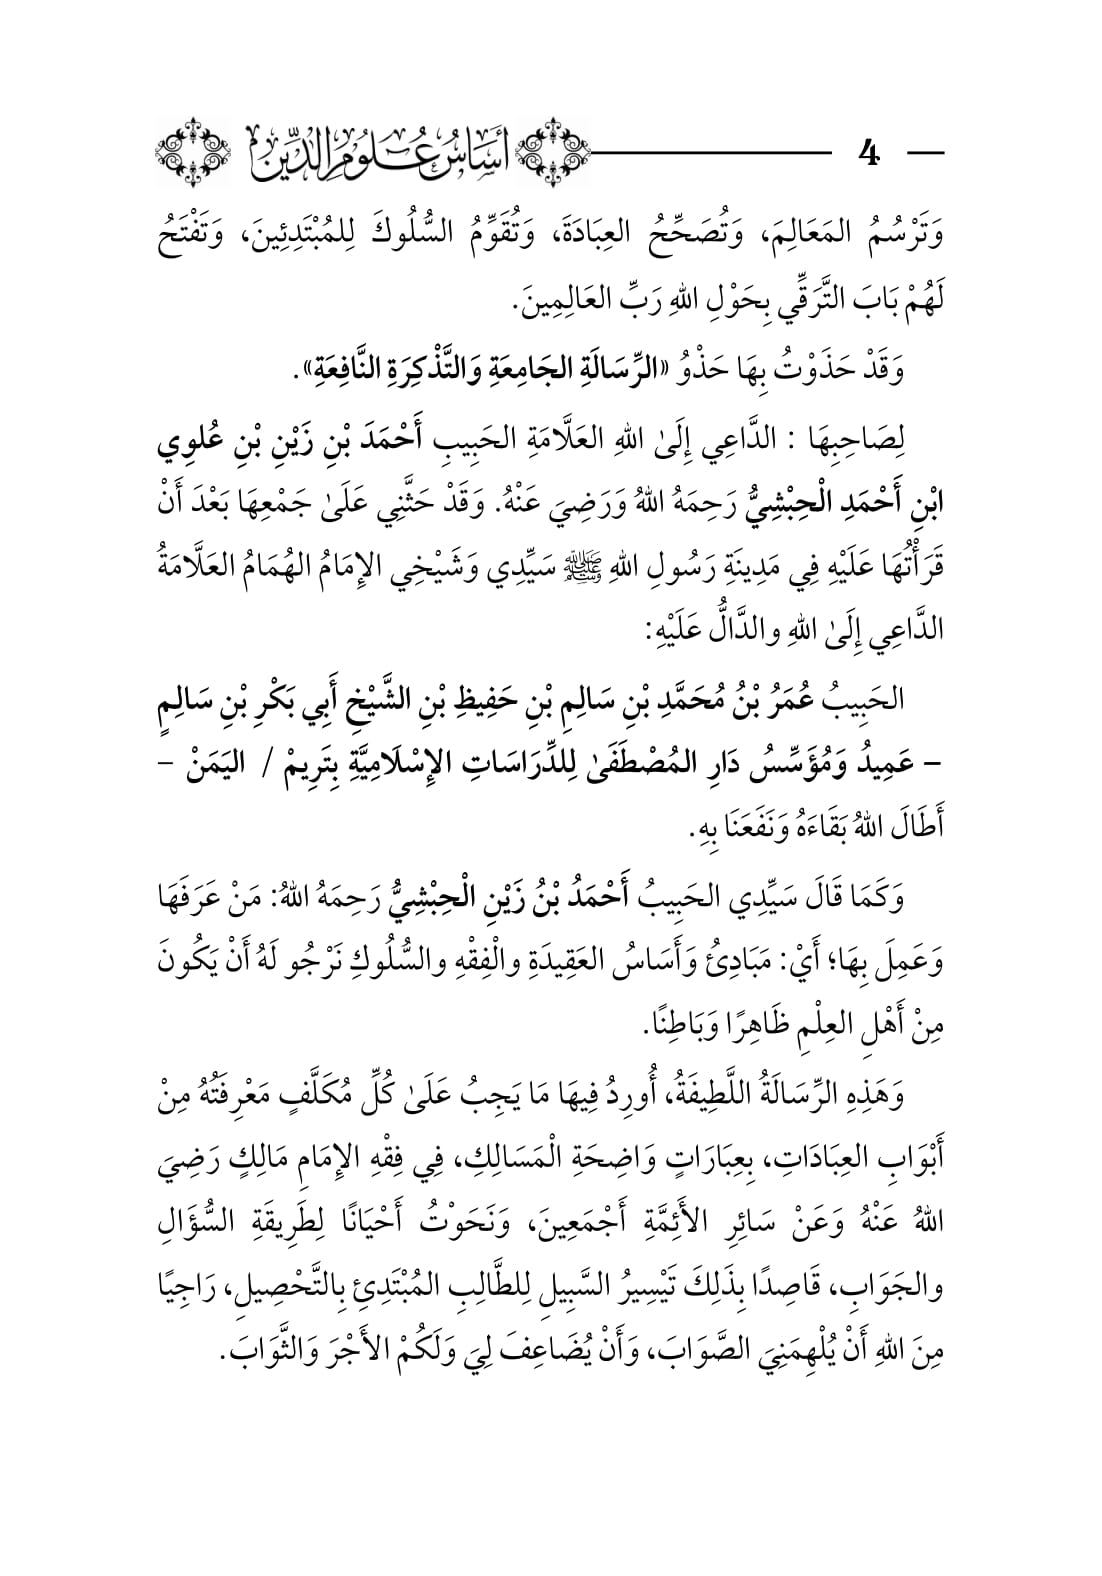 4 أَسَاسُ عُلُومِ الدِّينِ
وَتَرْسُمُ المَعَالِمَ، وَتُصَحِّحُ العِبَادَةَ، وَتُقَوِّمُ السُّلُوكَ لِلمُبْتَدِئِينَ، وَتَفْتَحُ
لَهُمْ بَابَ التَّرَقِّي بِحَوْلِ اللهِ رَبِّ العَالِمِينَ.
وَقَدْ حَذَوْتُ بِهَا حَذْوُ «الرِّسَالَةِ الجَامِعَةِ وَالتَّذْكِرَةِ النَّافِعَةِ».
لِصَاحِبِهَا : الدَّاعِي إِلَىٰ اللهِ العَلَّامَةِ الحَبِيبِ أَحْمَدَ بْنِ زَيْنِ بْنِ عُلوِي
ابْنِ أَحْمَدِ الْحِبْشِيُّ رَحِمَهُ اللهُ وَرَضِيَ عَنْهُ. وَقَدْ حَثَّنِي عَلَىٰ جَمْعِهَا بَعْدَ أَنْ
قَرَأْتُهَا عَلَيْهِ فِي مَدِينَةِ رَسُولِ اللهِ ﷺ سَيِّدِي وَشَيْخِي الإِمَامُ الهُمَامُ العَلَّامَةُ
الدَّاعِي إِلَىٰ اللهِ والدَّالُّ عَلَيْهِ:
الحَبِيبُ عُمَرُ بْنُ مُحَمَّدِ بْنِ سَالِمِ بْنِ حَفِيظِ بْنِ الشَّيْخِ أَبِي بَكْرِ بْنِ سَالِمٍ
– عَمِيدُ وَمُؤَسِّسُ دَارِ المُصْطَفَىٰ لِلدِّرَاسَاتِ الإِسْلَامِيَّةِ بِتَرِيمْ / اليَمَنْ –
أَطَالَ اللهُ بَقَاءَهُ وَنَفَعَنَا بِهِ.
وَكَمَا قَالَ سَيِّدِي الحَبِيبُ أَحْمَدُ بْنُ زَيْنِ الْحِبْشِيُّ رَحِمَهُ اللهُ: مَنْ عَرَفَهَا
وَعَمِلَ بِهَا؛ أَيْ: مَبَادِئُ وَأَسَاسُ العَقِيدَةِ والْفِقْهِ والسُّلُوكِ نَرْجُو لَهُ أَنْ يَكُونَ
مِنْ أَهْلِ العِلْمِ ظَاهِرًا وَبَاطِنًا.
وَهَذِهِ الرِّسَالَةُ اللَّطِيفَةُ، أُورِدُ فِيهَا مَا يَجِبُ عَلَىٰ كُلِّ مُكَلَّفٍ مَعْرِفَتُهُ مِنْ
أَبْوَابِ العِبَادَاتِ، بِعِبَارَاتٍ وَاضِحَةِ الْمَسَالِكِ، فِي فِقْهِ الإِمَامِ مَالِكٍ رَضِيَ
اللهُ عَنْهُ وَعَنْ سَائِرِ الأَئِمَّةِ أَجْمَعِينَ، وَنَحَوْتُ أَحْيَانًا لِطَرِيقَةِ السُّؤَالِ
والجَوَابِ، قَاصِدًا بِذَلِكَ تَيْسِيرُ السَّبِيلِ لِلطَّالِبِ المُبْتَدِئِ بِالتَّحْصِيلِ، رَاجِيًا
مِنَ اللهِ أَنْ يُلْهِمَنِيَ الصَّوَابَ، وَأَنْ يُضَاعِفَ لِيَ وَلَكُمْ الأَجْرَ وَالثَّوَابَ.